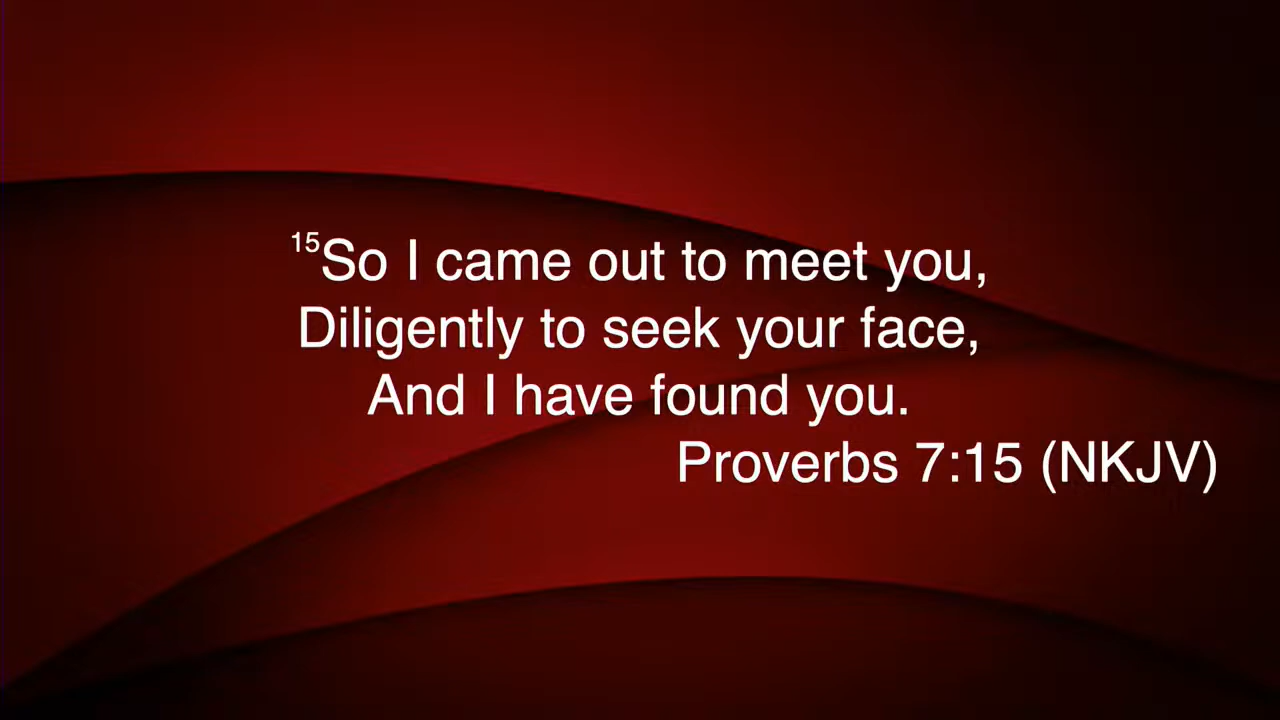 15So I came out to meet you,
Diligently to seek your face,
And I have found you.
Proverbs 7:15 (NKJV)